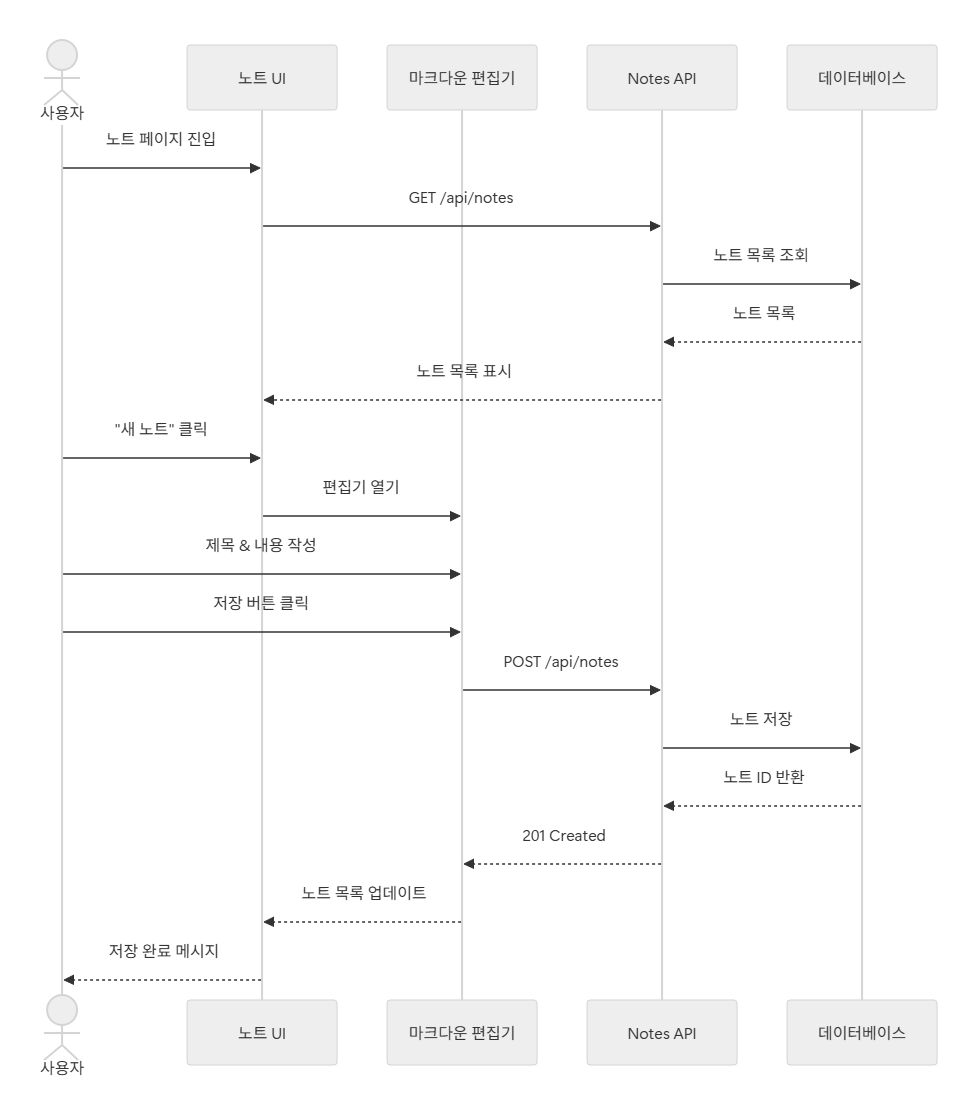 노트 UI
마크다운 편집기
Notes API
데이터베이스
사용자
노트 페이지 진입
GET /api/notes
노트 목록 조회
노트 목록
노트 목록 표시
"새 노트" 클릭
편집기 열기
제목 & 내용 작성
저장 버튼 클릭
POST /api/notes
노트 저장
노트 ID 반환
201 Created
노트 목록 업데이트
저장 완료 메시지
노트 UI
마크다운 편집기
Notes API
데이터베이스
사용자